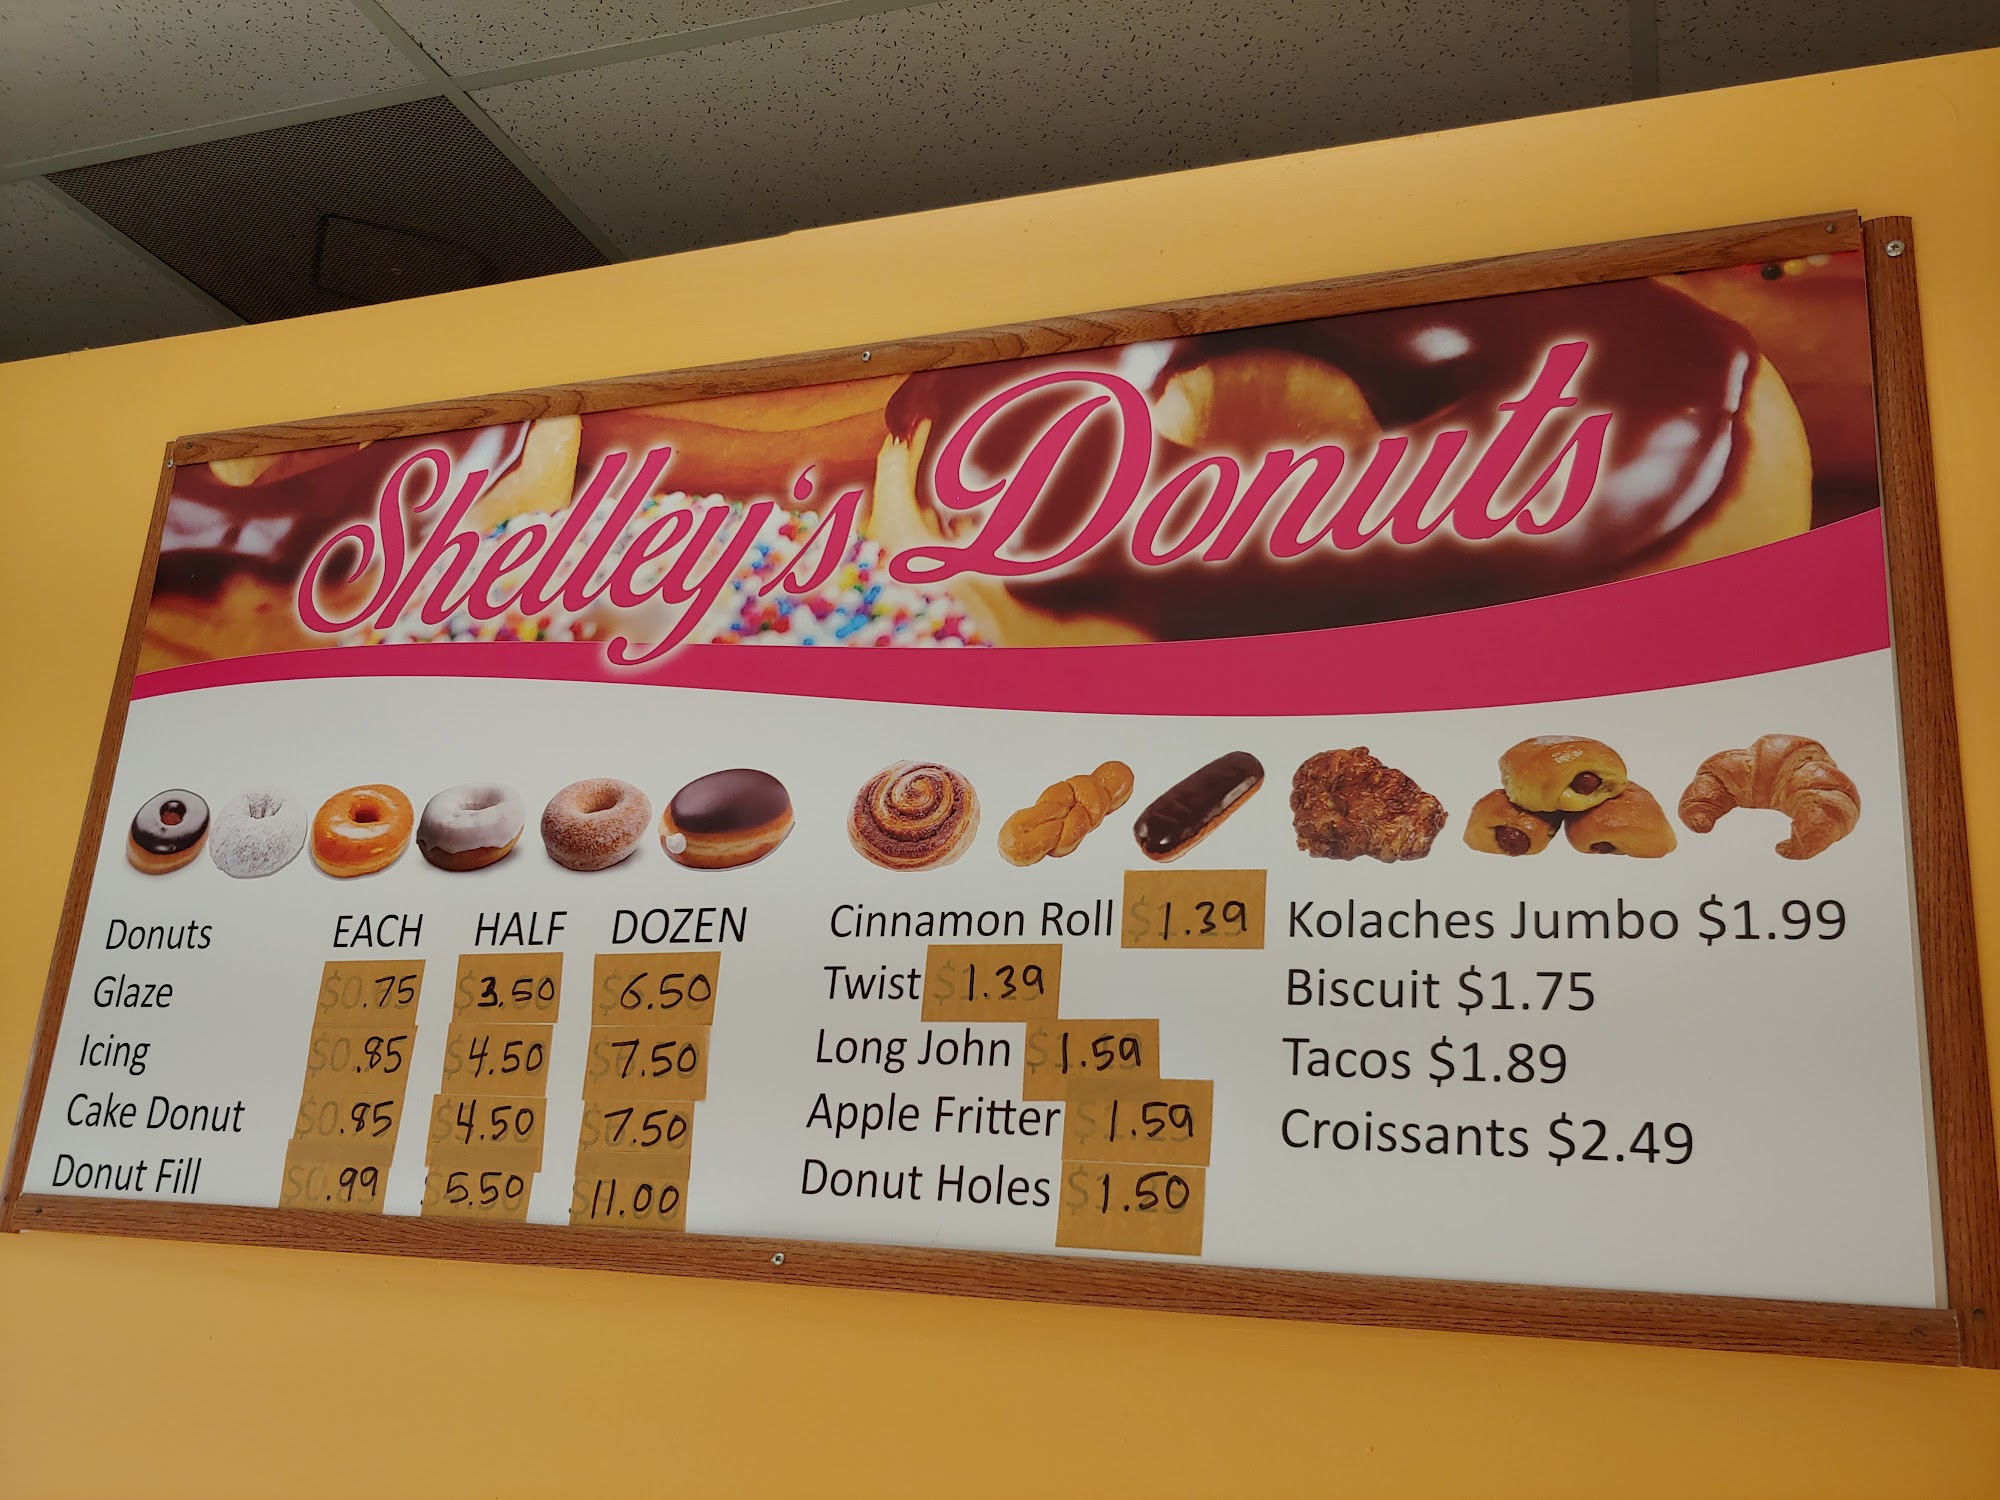 Shelley's Donuts
Donuts EACH HALF DOZEN
Glaze $0.75 $3.50 $6.50
Icing $0.85 $4.50 $7.50
Cake Donut $0.85 $4.50 $7.50
Donut Fill $0.99 $5.50 $11.00
Cinnamon Roll $1.39
Twist $1.39
Long John $1.59
Apple Fritter $1.59
Donut Holes $1.50
Kolaches Jumbo $1.99
Biscuit $1.75
Tacos $1.89
Croissants $2.49